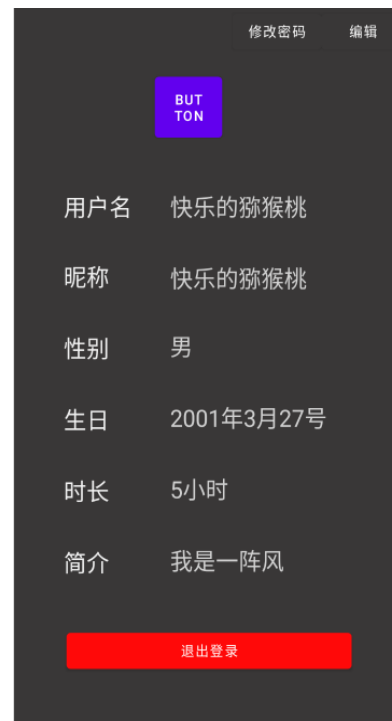 修改密码 编辑
BUT
TON
用户名 快乐的猕猴桃
昵称 快乐的猕猴桃
性别 男
生日 2001年3月27号
时长 5小时
简介 我是一阵风
退出登录